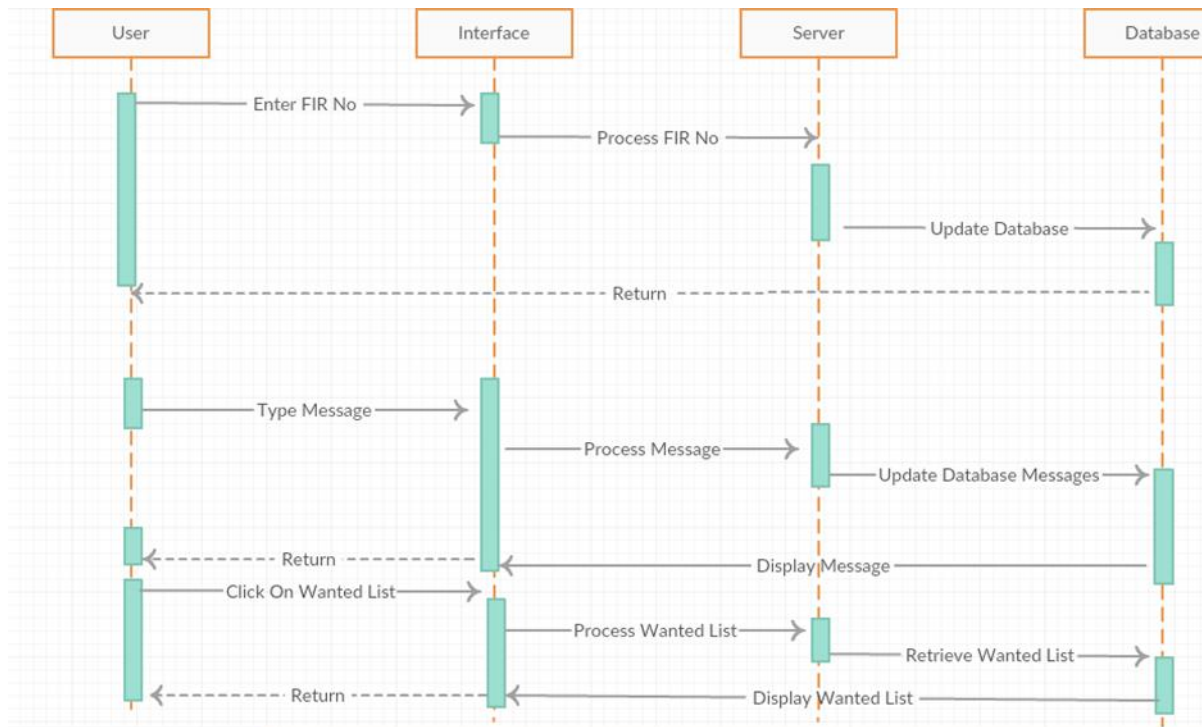 User
Interface
Server
Database
Enter FIR No
Process FIR No
Update Database
Return
Type Message
Process Message
Update Database Messages
Return
Display Message
Click On Wanted List
Process Wanted List
Retrieve Wanted List
Return
Display Wanted List